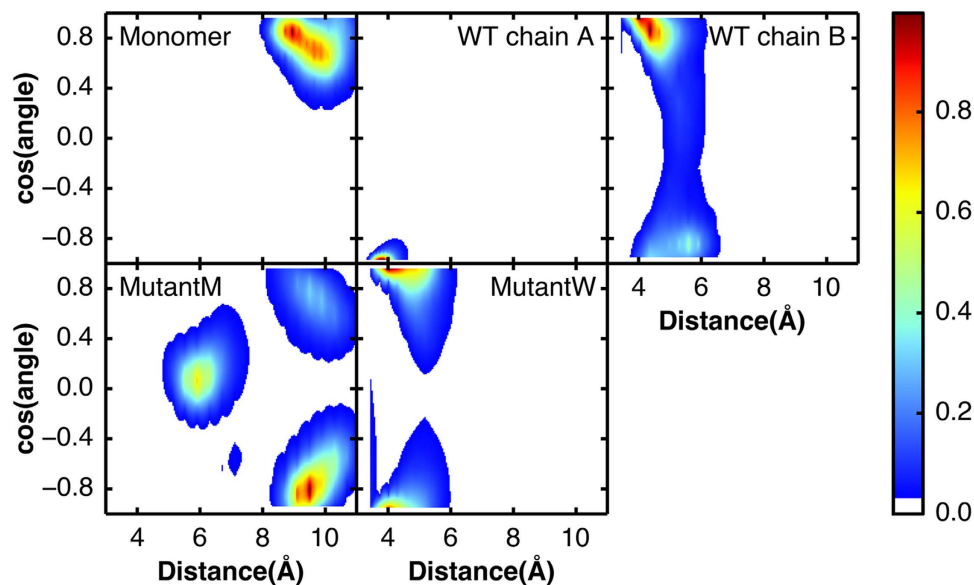 Monomer
WT chain A
WT chain B
0.8
0.4
0.0
−0.4
−0.8
cos(angle)
4 6 8 10
Distance(Å)
MutantM
MutantW
0.8
0.4
0.0
−0.4
−0.8
cos(angle)
4 6 8 10
Distance(Å)
4 6 8 10
Distance(Å)
0.8
0.6
0.4
0.2
0.0